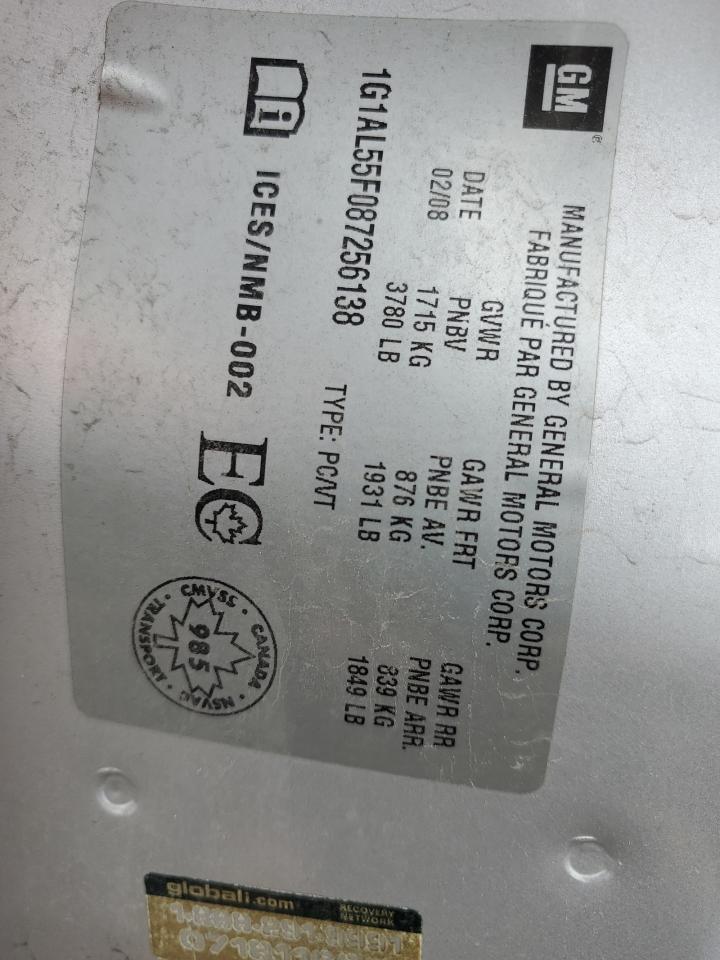 GM
®
MANUFACTURED BY GENERAL MOTORS CORP.
FABRIQUÉ PAR GENERAL MOTORS CORP.
DATE GVWR GAWR FRT GAWR RR
02/08 PNBV PNBE AV. PNBE ARR.
1715 KG 876 KG 839 KG
3780 LB 1931 LB 1849 LB
1G1AL55F087256138 TYPE: PC/VT
i ICES/NMB-002 EC
CANADA
CMVSS
985
NSVAC
TRANSPORT
globali.com
RECOVERY
NETWORK